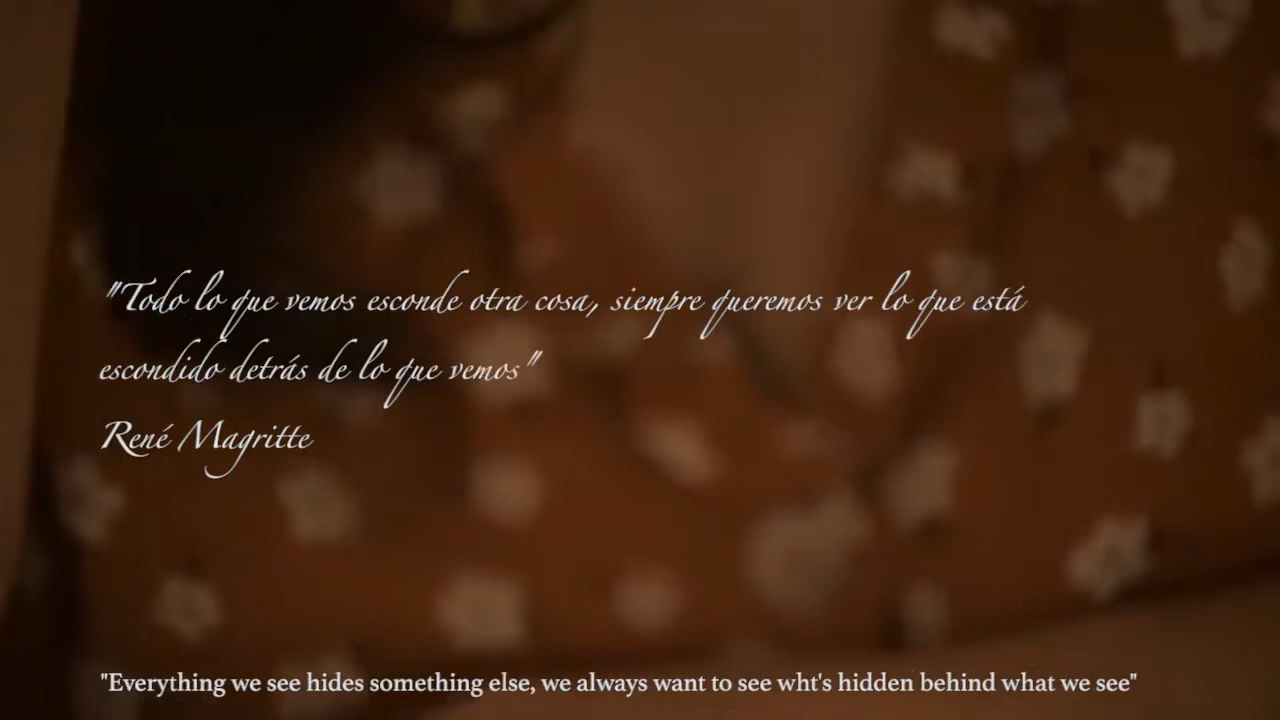 "Todo lo que vemos esconde otra cosa, siempre queremos ver lo que está
escondido detrás de lo que vemos"
René Magritte
"Everything we see hides something else, we always want to see wht's hidden behind what we see"